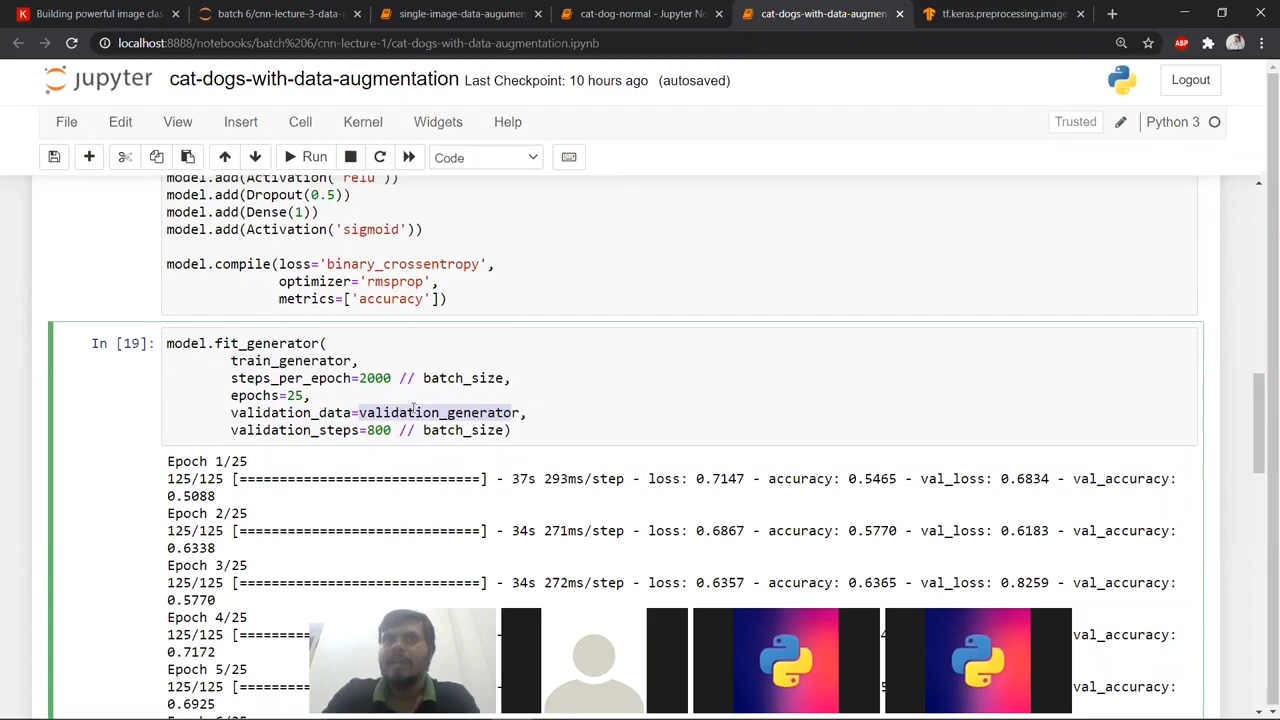 Building powerful image clas
batch 6/cnn-lecture-3-data-a
single-image-data-augument
cat-dog-normal - Jupyter No
cat-dogs-with-data-augment
tf.keras.preprocessing.image
localhost:8888/notebooks/batch%206/cnn-lecture-1/cat-dogs-with-data-augmentation.ipynb
ABP
jupyter cat-dogs-with-data-augmentation Last Checkpoint: 10 hours ago (autosaved)
Logout
File Edit View Insert Cell Kernel Widgets Help
Trusted Python 3
Run Code
model.add(Activation('relu'))
model.add(Dropout(0.5))
model.add(Dense(1))
model.add(Activation('sigmoid'))
model.compile(loss='binary_crossentropy',
optimizer='rmsprop',
metrics=['accuracy'])
In [19]: model.fit_generator(
train_generator,
steps_per_epoch=2000 // batch_size,
epochs=25,
validation_data=validation_generator,
validation_steps=800 // batch_size)
Epoch 1/25
125/125 [==============================] - 37s 293ms/step - loss: 0.7147 - accuracy: 0.5465 - val_loss: 0.6834 - val_accuracy:
0.5088
Epoch 2/25
125/125 [==============================] - 34s 271ms/step - loss: 0.6867 - accuracy: 0.5770 - val_loss: 0.6183 - val_accuracy:
0.6338
Epoch 3/25
125/125 [==============================] - 34s 272ms/step - loss: 0.6357 - accuracy: 0.6365 - val_loss: 0.8259 - val_accuracy:
0.5770
Epoch 4/25
125/125 [========= val_accuracy:
0.7172
Epoch 5/25
125/125 [========= val_accuracy:
0.6925